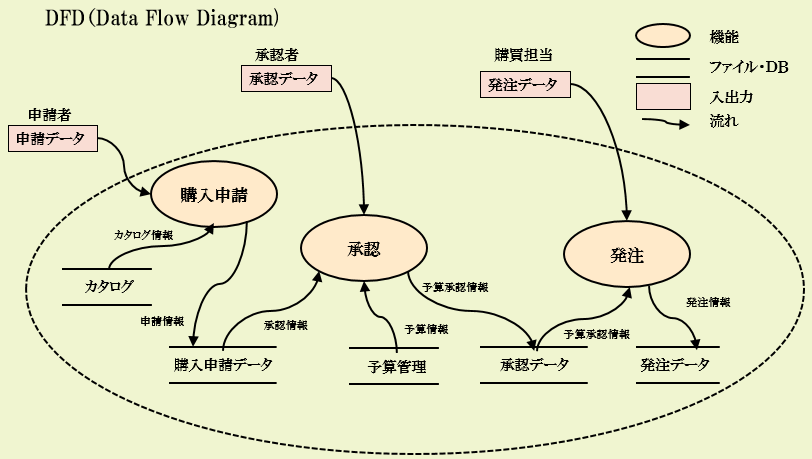 DFD(Data Flow Diagram)
機能
ファイル・DB
入出力
流れ
申請者
申請データ
承認者
承認データ
購買担当
発注データ
購入申請
承認
発注
カタログ情報
カタログ
申請情報
承認情報
予算情報
予算承認情報
予算承認情報
発注情報
購入申請データ
予算管理
承認データ
発注データ